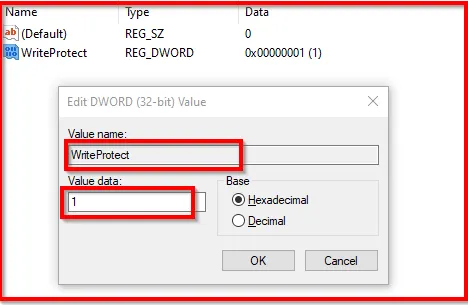 Name Type Data
(Default) REG_SZ 0
WriteProtect REG_DWORD 0x00000001 (1)
Edit DWORD (32-bit) Value
Value name:
WriteProtect
Value data:
1
Base
Hexadecimal
Decimal
OK Cancel